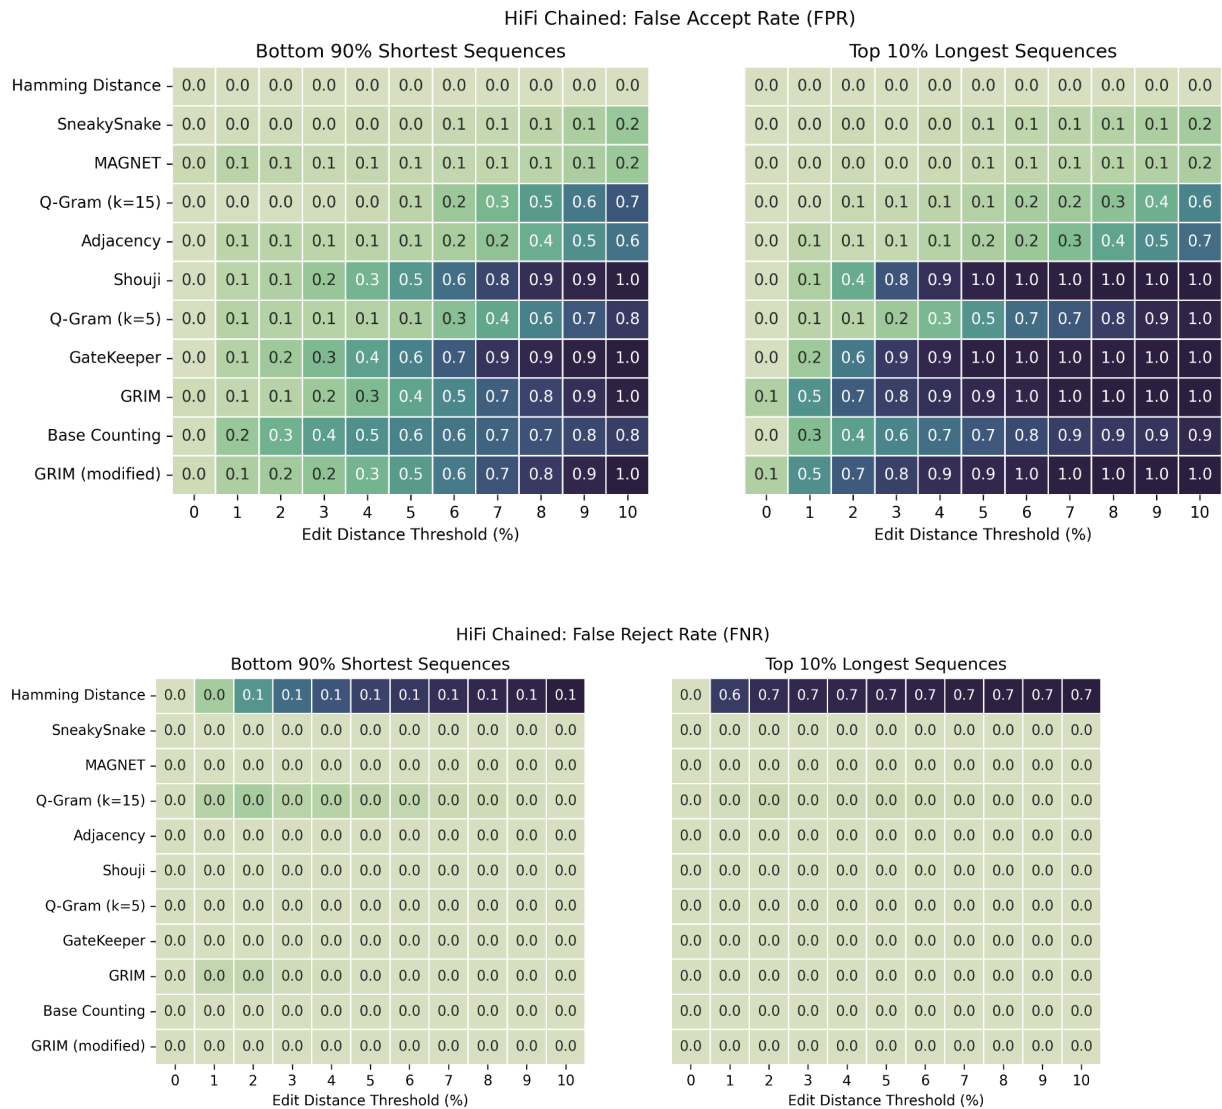 HiFi Chained: False Accept Rate (FPR)
Bottom 90% Shortest Sequences Top 10% Longest Sequences
Hamming Distance 0.0 0.0 0.0 0.0 0.0 0.0 0.0 0.0 0.0 0.0 0.0 0.0 0.0 0.0 0.0 0.0 0.0 0.0 0.0 0.0 0.0 0.0
SneakySnake 0.0 0.0 0.0 0.0 0.0 0.0 0.1 0.1 0.1 0.1 0.2 0.0 0.0 0.0 0.0 0.0 0.1 0.1 0.1 0.1 0.1 0.2
MAGNET 0.0 0.1 0.1 0.1 0.1 0.1 0.1 0.1 0.1 0.1 0.2 0.0 0.0 0.0 0.0 0.0 0.1 0.1 0.1 0.1 0.1 0.2
Q-Gram (k=15) 0.0 0.0 0.0 0.0 0.0 0.1 0.2 0.3 0.5 0.6 0.7 0.0 0.0 0.0 0.1 0.1 0.1 0.2 0.2 0.3 0.4 0.6
Adjacency 0.0 0.1 0.1 0.1 0.1 0.1 0.2 0.2 0.4 0.5 0.6 0.0 0.1 0.1 0.1 0.1 0.2 0.2 0.3 0.4 0.5 0.7
Shouji 0.0 0.1 0.1 0.2 0.3 0.5 0.6 0.8 0.9 0.9 1.0 0.0 0.1 0.4 0.8 0.9 1.0 1.0 1.0 1.0 1.0 1.0
Q-Gram (k=5) 0.0 0.1 0.1 0.1 0.1 0.1 0.3 0.4 0.6 0.7 0.8 0.0 0.1 0.1 0.2 0.3 0.5 0.7 0.7 0.8 0.9 1.0
GateKeeper 0.0 0.1 0.2 0.3 0.4 0.6 0.7 0.9 0.9 0.9 1.0 0.0 0.2 0.6 0.9 0.9 1.0 1.0 1.0 1.0 1.0 1.0
GRIM 0.0 0.1 0.1 0.2 0.3 0.4 0.5 0.7 0.8 0.9 1.0 0.1 0.5 0.7 0.8 0.9 0.9 1.0 1.0 1.0 1.0 1.0
Base Counting 0.0 0.2 0.3 0.4 0.5 0.6 0.6 0.7 0.7 0.8 0.8 0.0 0.3 0.4 0.6 0.7 0.7 0.8 0.9 0.9 0.9 0.9
GRIM (modified) 0.0 0.1 0.2 0.2 0.3 0.5 0.6 0.7 0.8 0.9 1.0 0.1 0.5 0.7 0.8 0.9 0.9 1.0 1.0 1.0 1.0 1.0
0 1 2 3 4 5 6 7 8 9 10 0 1 2 3 4 5 6 7 8 9 10
Edit Distance Threshold (%) Edit Distance Threshold (%)
HiFi Chained: False Reject Rate (FNR)
Bottom 90% Shortest Sequences Top 10% Longest Sequences
Hamming Distance 0.0 0.0 0.1 0.1 0.1 0.1 0.1 0.1 0.1 0.1 0.1 0.0 0.6 0.7 0.7 0.7 0.7 0.7 0.7 0.7 0.7 0.7
SneakySnake 0.0 0.0 0.0 0.0 0.0 0.0 0.0 0.0 0.0 0.0 0.0 0.0 0.0 0.0 0.0 0.0 0.0 0.0 0.0 0.0 0.0 0.0
MAGNET 0.0 0.0 0.0 0.0 0.0 0.0 0.0 0.0 0.0 0.0 0.0 0.0 0.0 0.0 0.0 0.0 0.0 0.0 0.0 0.0 0.0 0.0
Q-Gram (k=15) 0.0 0.0 0.0 0.0 0.0 0.0 0.0 0.0 0.0 0.0 0.0 0.0 0.0 0.0 0.0 0.0 0.0 0.0 0.0 0.0 0.0 0.0
Adjacency 0.0 0.0 0.0 0.0 0.0 0.0 0.0 0.0 0.0 0.0 0.0 0.0 0.0 0.0 0.0 0.0 0.0 0.0 0.0 0.0 0.0 0.0
Shouji 0.0 0.0 0.0 0.0 0.0 0.0 0.0 0.0 0.0 0.0 0.0 0.0 0.0 0.0 0.0 0.0 0.0 0.0 0.0 0.0 0.0 0.0
Q-Gram (k=5) 0.0 0.0 0.0 0.0 0.0 0.0 0.0 0.0 0.0 0.0 0.0 0.0 0.0 0.0 0.0 0.0 0.0 0.0 0.0 0.0 0.0 0.0
GateKeeper 0.0 0.0 0.0 0.0 0.0 0.0 0.0 0.0 0.0 0.0 0.0 0.0 0.0 0.0 0.0 0.0 0.0 0.0 0.0 0.0 0.0 0.0
GRIM 0.0 0.0 0.0 0.0 0.0 0.0 0.0 0.0 0.0 0.0 0.0 0.0 0.0 0.0 0.0 0.0 0.0 0.0 0.0 0.0 0.0 0.0
Base Counting 0.0 0.0 0.0 0.0 0.0 0.0 0.0 0.0 0.0 0.0 0.0 0.0 0.0 0.0 0.0 0.0 0.0 0.0 0.0 0.0 0.0 0.0
GRIM (modified) 0.0 0.0 0.0 0.0 0.0 0.0 0.0 0.0 0.0 0.0 0.0 0.0 0.0 0.0 0.0 0.0 0.0 0.0 0.0 0.0 0.0 0.0
0 1 2 3 4 5 6 7 8 9 10 0 1 2 3 4 5 6 7 8 9 10
Edit Distance Threshold (%) Edit Distance Threshold (%)